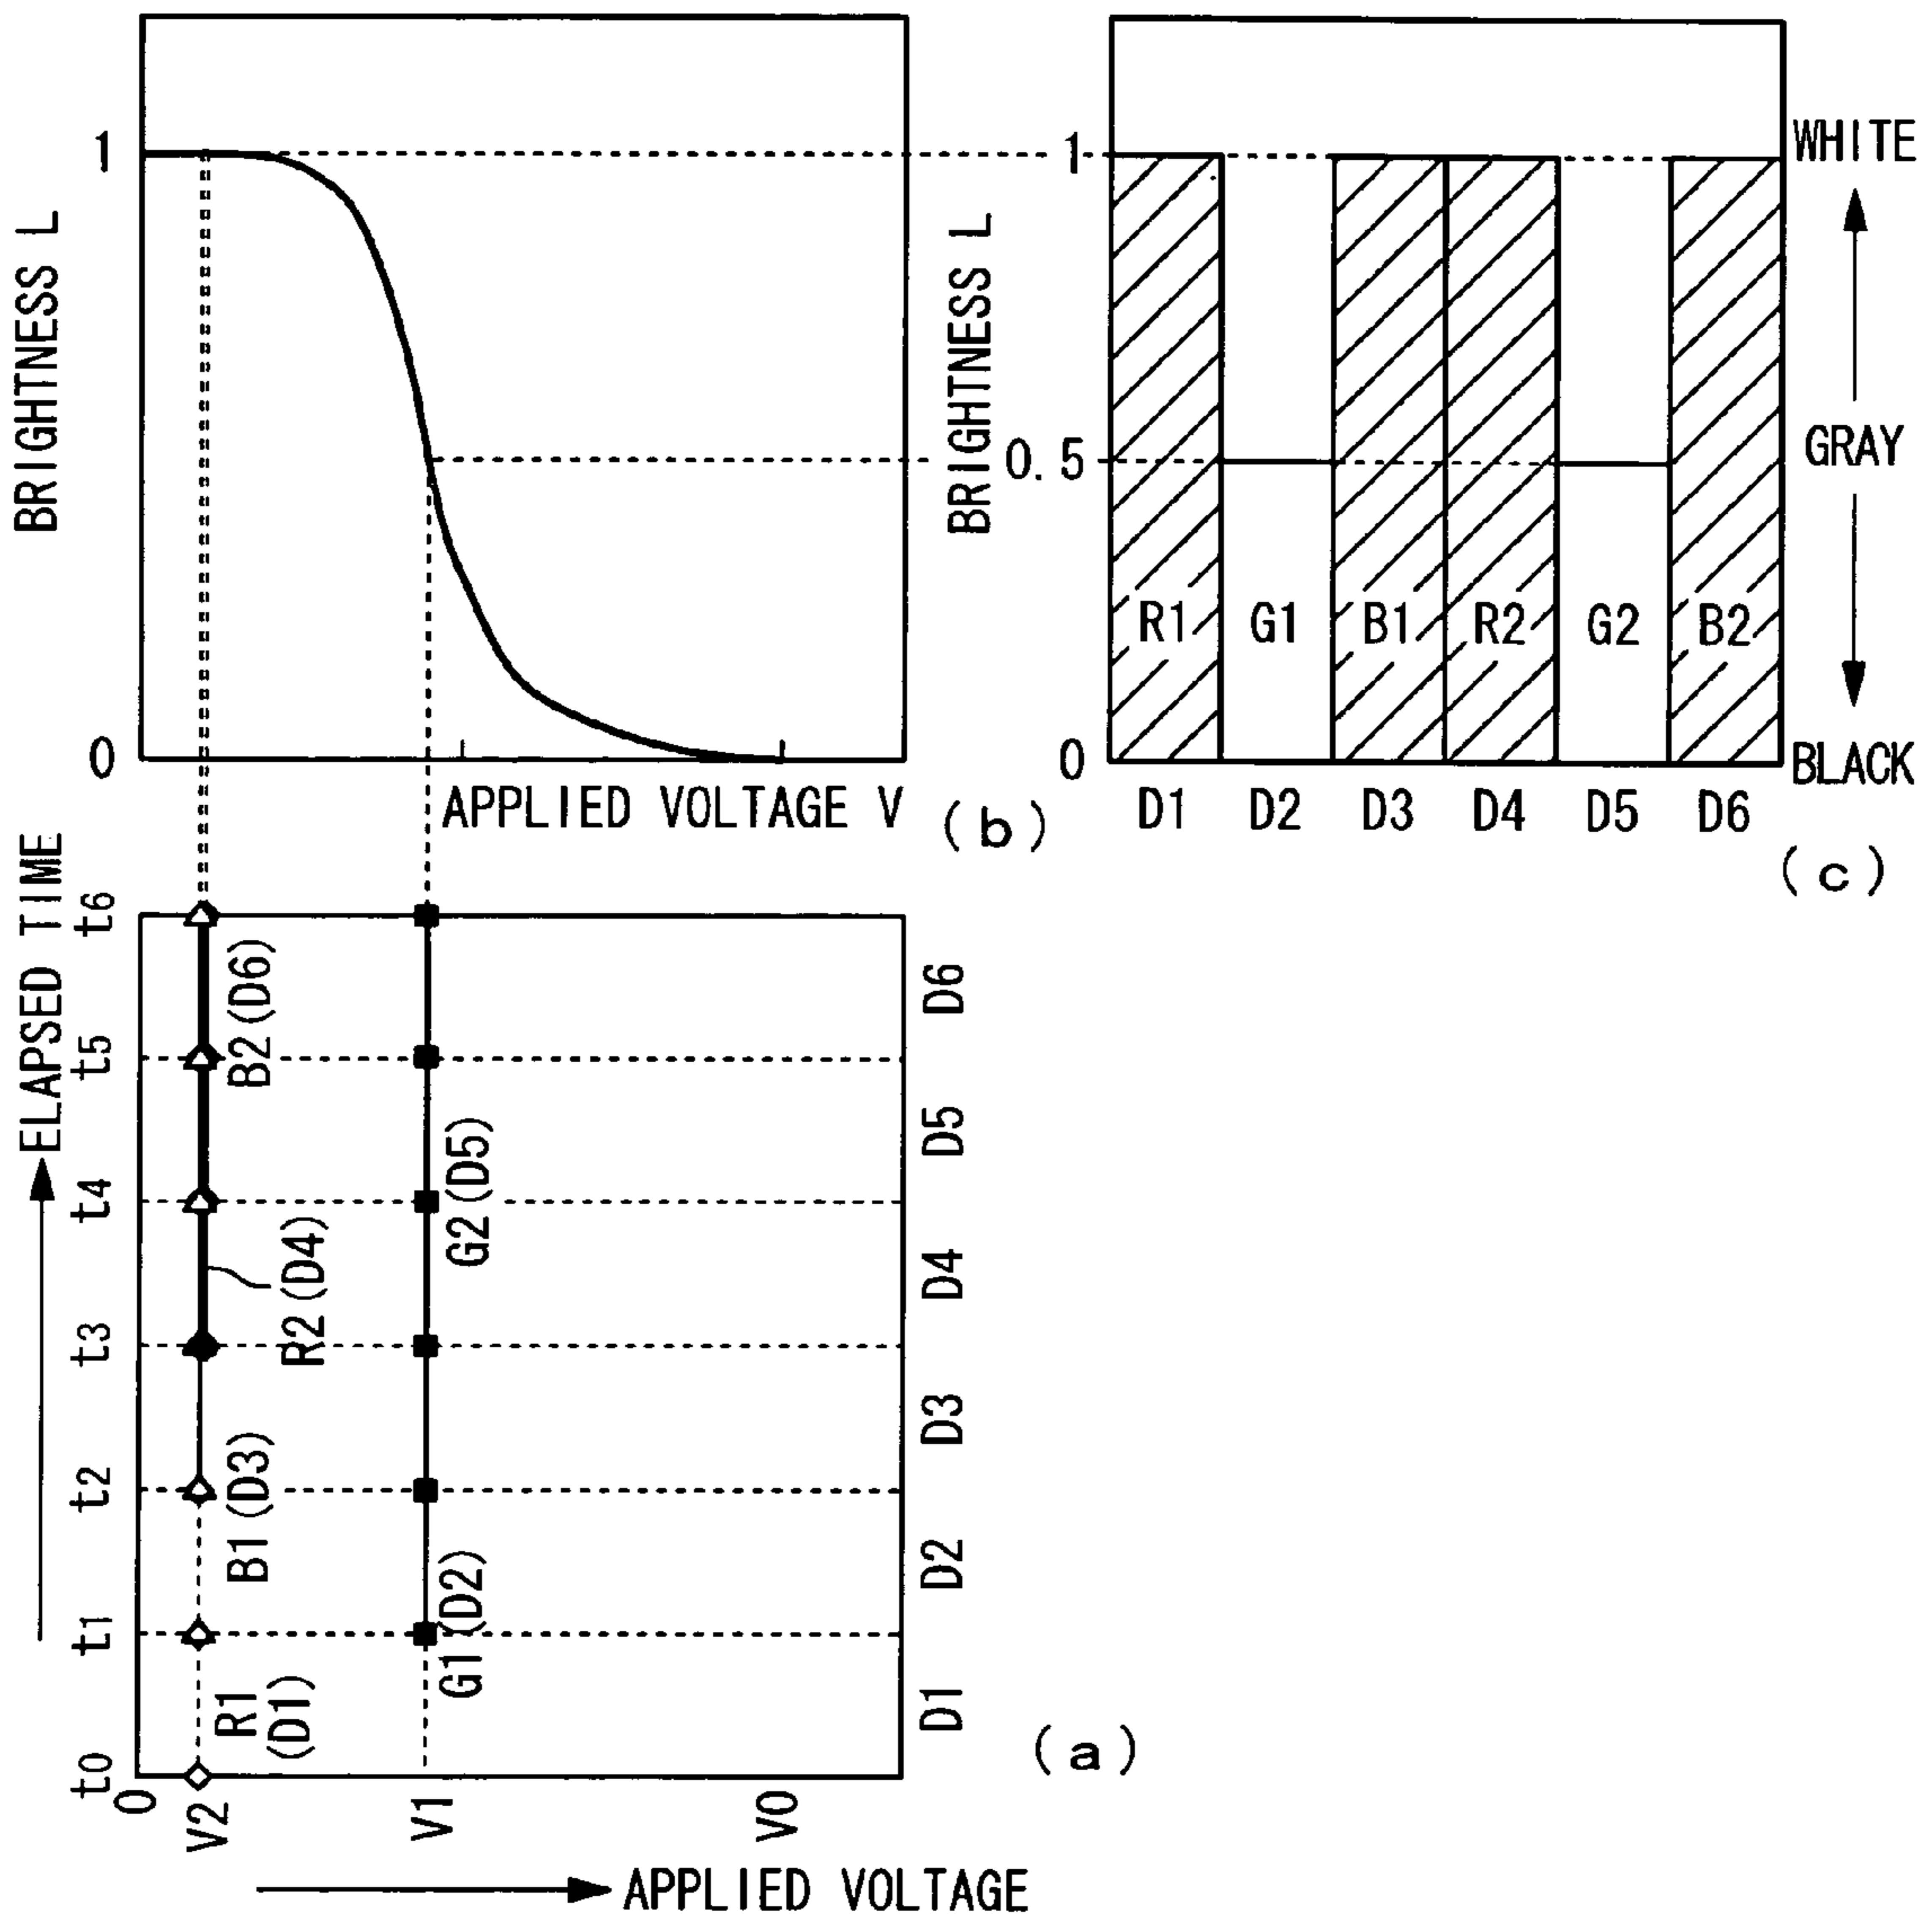 1
0
BRIGHTNESS L
APPLIED VOLTAGE V
(b)
1
0.5
0
BRIGHTNESS L
R1
G1
B1
R2
G2
B2
D1
D2
D3
D4
D5
D6
WHITE
GRAY
BLACK
(c)
ELAPSED TIME
t6
t5
t4
t3
t2
t1
t0
B2(D6)
G2(D5)
R2(D4)
B1(D3)
G1(D2)
R1
(D1)
D6
D5
D4
D3
D2
D1
0
V2
V1
V0
APPLIED VOLTAGE
(a)